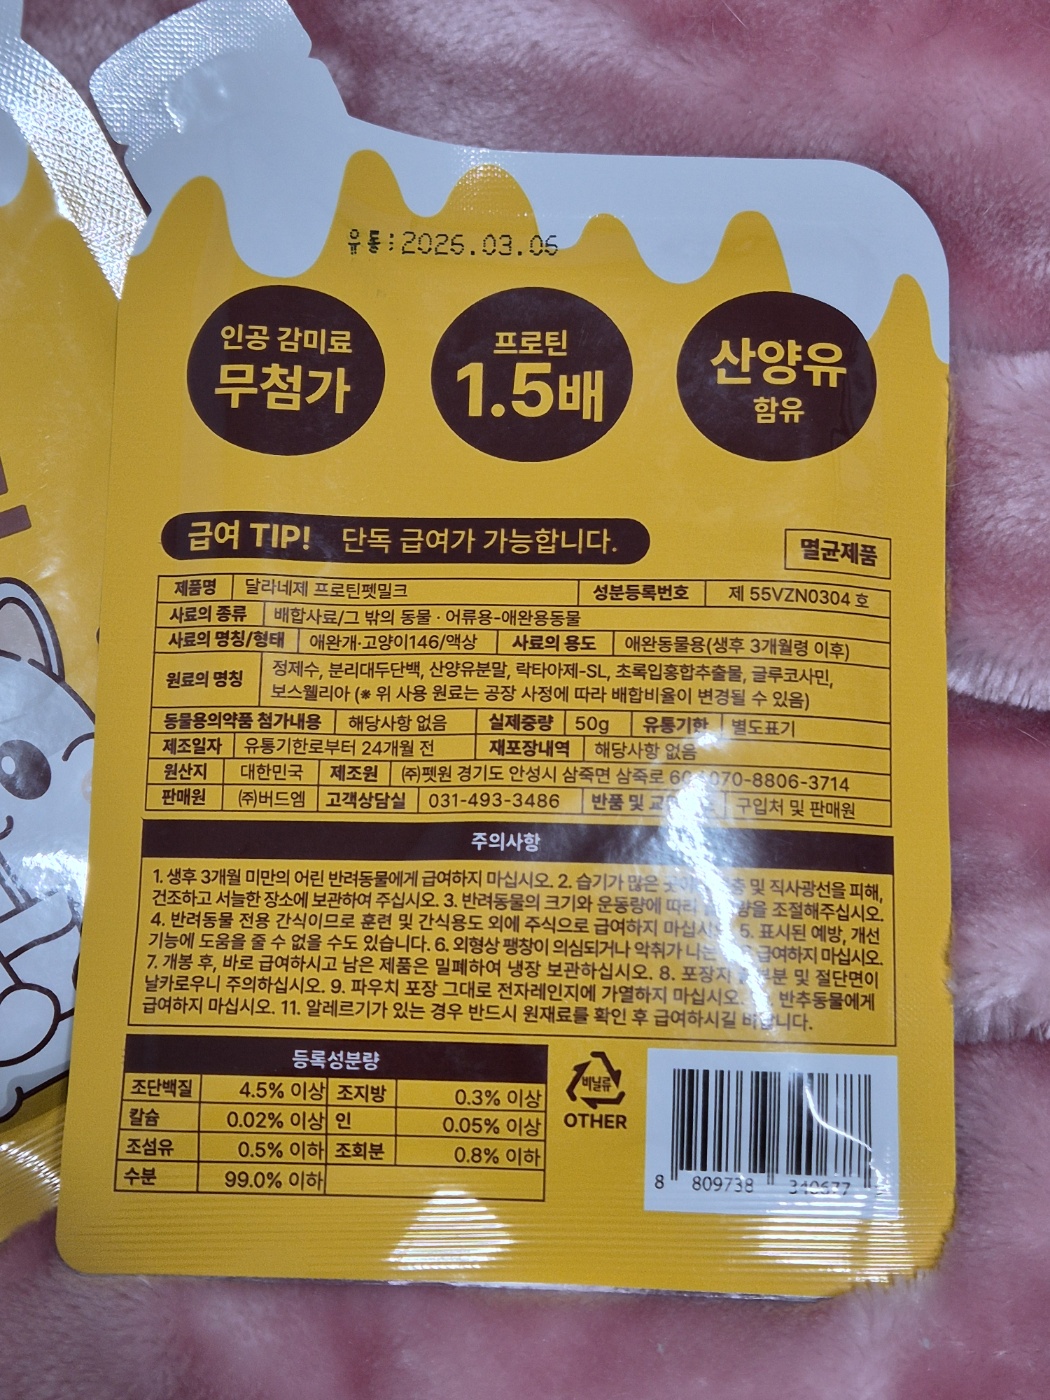 유통:2026.03.06
인공 감미료
무첨가
프로틴
1.5배
산양유
함유
급여 TIP! 단독 급여가 가능합니다.
멸균제품
제품명 달라네제 프로틴펫밀크 성분등록번호 제 55VZN0304 호
사료의 종류 배합사료/그 밖의 동물 · 어류용-애완용동물
사료의 명칭/형태 애완개·고양이146/액상 사료의 용도 애완동물용(생후 3개월령 이후)
원료의 명칭 정제수, 분리대두단백, 산양유분말, 락타아제-SL, 초록입홍합추출물, 글루코사민,
보스웰리아 (※ 위 사용 원료는 공장 사정에 따라 배합비율이 변경될 수 있음)
동물용의약품 첨가내용 해당사항 없음 실제중량 50g 유통기한 별도표기
제조일자 유통기한로부터 24개월 전 재포장내역 해당사항 없음
원산지 대한민국 제조원 ㈜펫원 경기도 안성시 삼죽면 삼죽로 070-8806-3714
판매원 ㈜버드엠 고객상담실 031-493-3486 반품 및 구입처 및 판매원
주의사항
1. 생후 3개월 미만의 어린 반려동물에게 급여하지 마십시오. 2. 습기가 많은 및 직사광선을 피해,
건조하고 서늘한 장소에 보관하여 주십시오. 3. 반려동물의 크기와 운동량에 따라 조절해주십시오.
4. 반려동물 전용 간식이므로 훈련 및 간식용도 외에 주식으로 급여하지 마십시오. 5. 표시된 예방, 개선
기능에 도움을 줄 수 없을 수도 있습니다. 6. 외형상 팽창이 의심되거나 악취가 나는 급여하지 마십시오.
7. 개봉 후, 바로 급여하시고 남은 제품은 밀폐하여 냉장 보관하십시오. 8. 포장지 및 절단면이
날카로우니 주의하십시오. 9. 파우치 포장 그대로 전자레인지에 가열하지 마십시오. 반추동물에게
급여하지 마십시오. 11. 알레르기가 있는 경우 반드시 원재료를 확인 후 급여하시길 바랍니다.
등록성분량
조단백질 4.5% 이상 조지방 0.3% 이상
칼슘 0.02% 이상 인 0.05% 이상
조섬유 0.5% 이하 조회분 0.8% 이하
수분 99.0% 이하
비닐류
OTHER
8 809738 340677